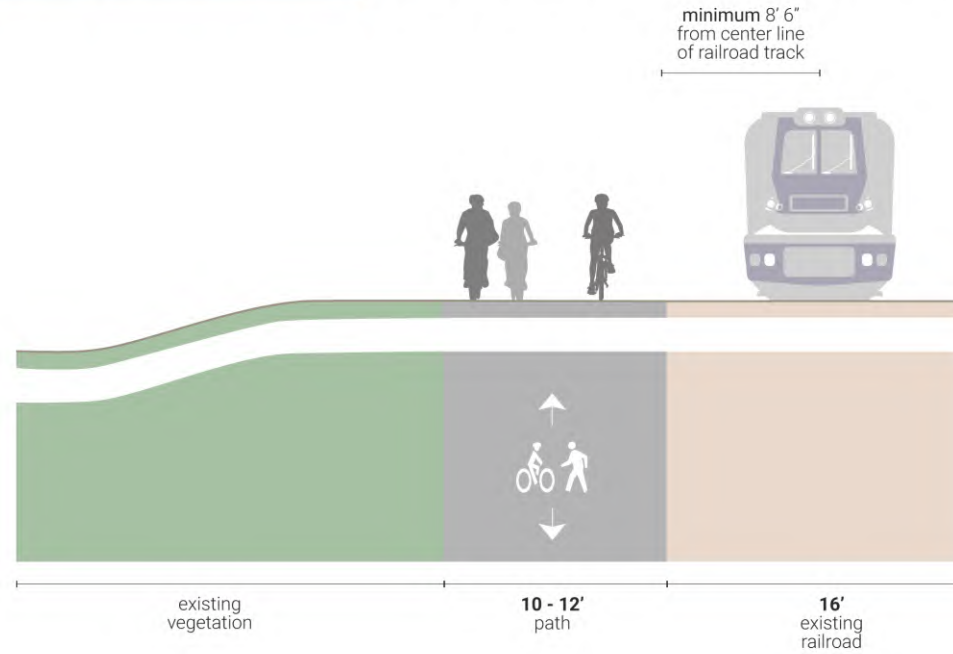 minimum 8’ 6”
from center line
of railroad track
existing
vegetation
10 - 12’
path
16’
existing
railroad